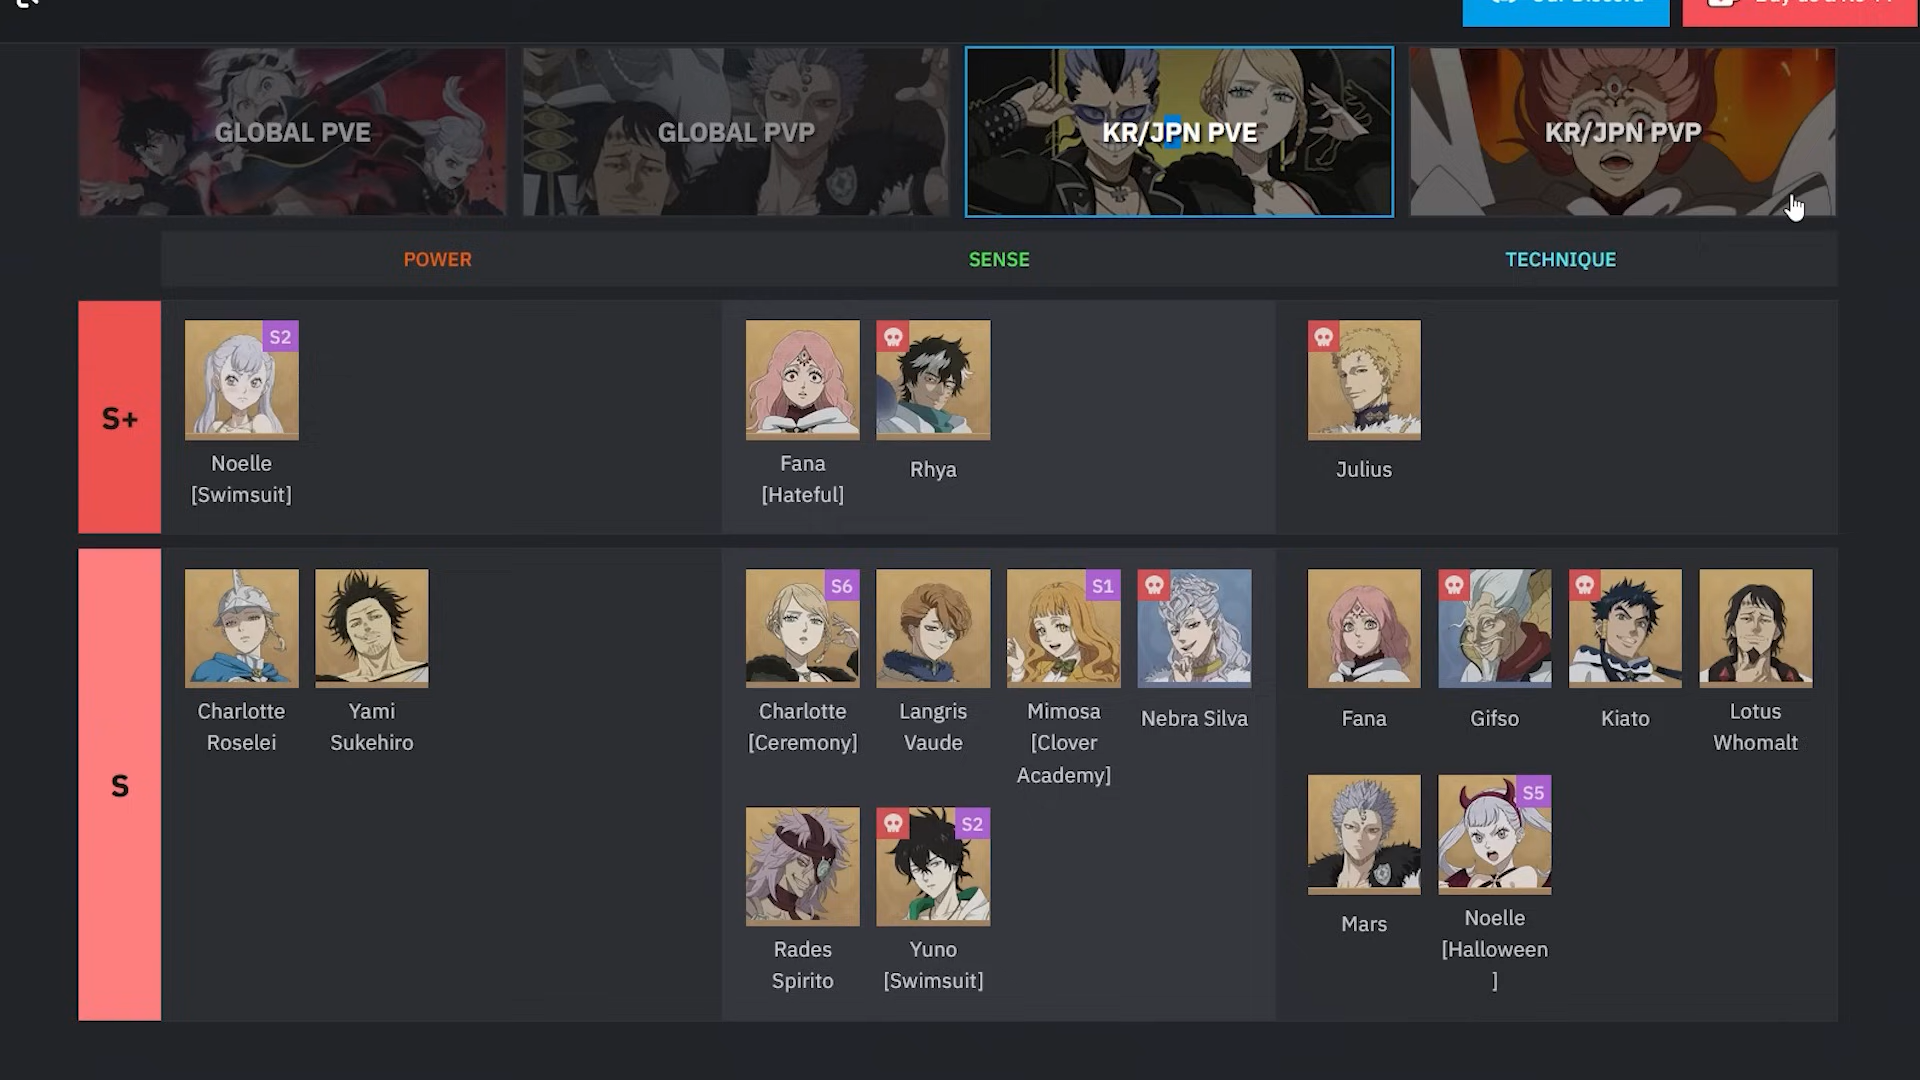 GLOBAL PVE
GLOBAL PVP
KR/JPN PVE
KR/JPN PVP
POWER
SENSE
TECHNIQUE
S+
S2
Noelle
[Swimsuit]
Fana
[Hateful]
Rhya
Julius
S
Charlotte
Roselei
Yami
Sukehiro
S6
Charlotte
[Ceremony]
Langris
Vaude
S1
Mimosa
[Clover
Academy]
Nebra Silva
Rades
Spirito
S2
Yuno
[Swimsuit]
Fana
Gifso
Kiato
Lotus
Whomalt
Mars
S5
Noelle
[Halloween
]